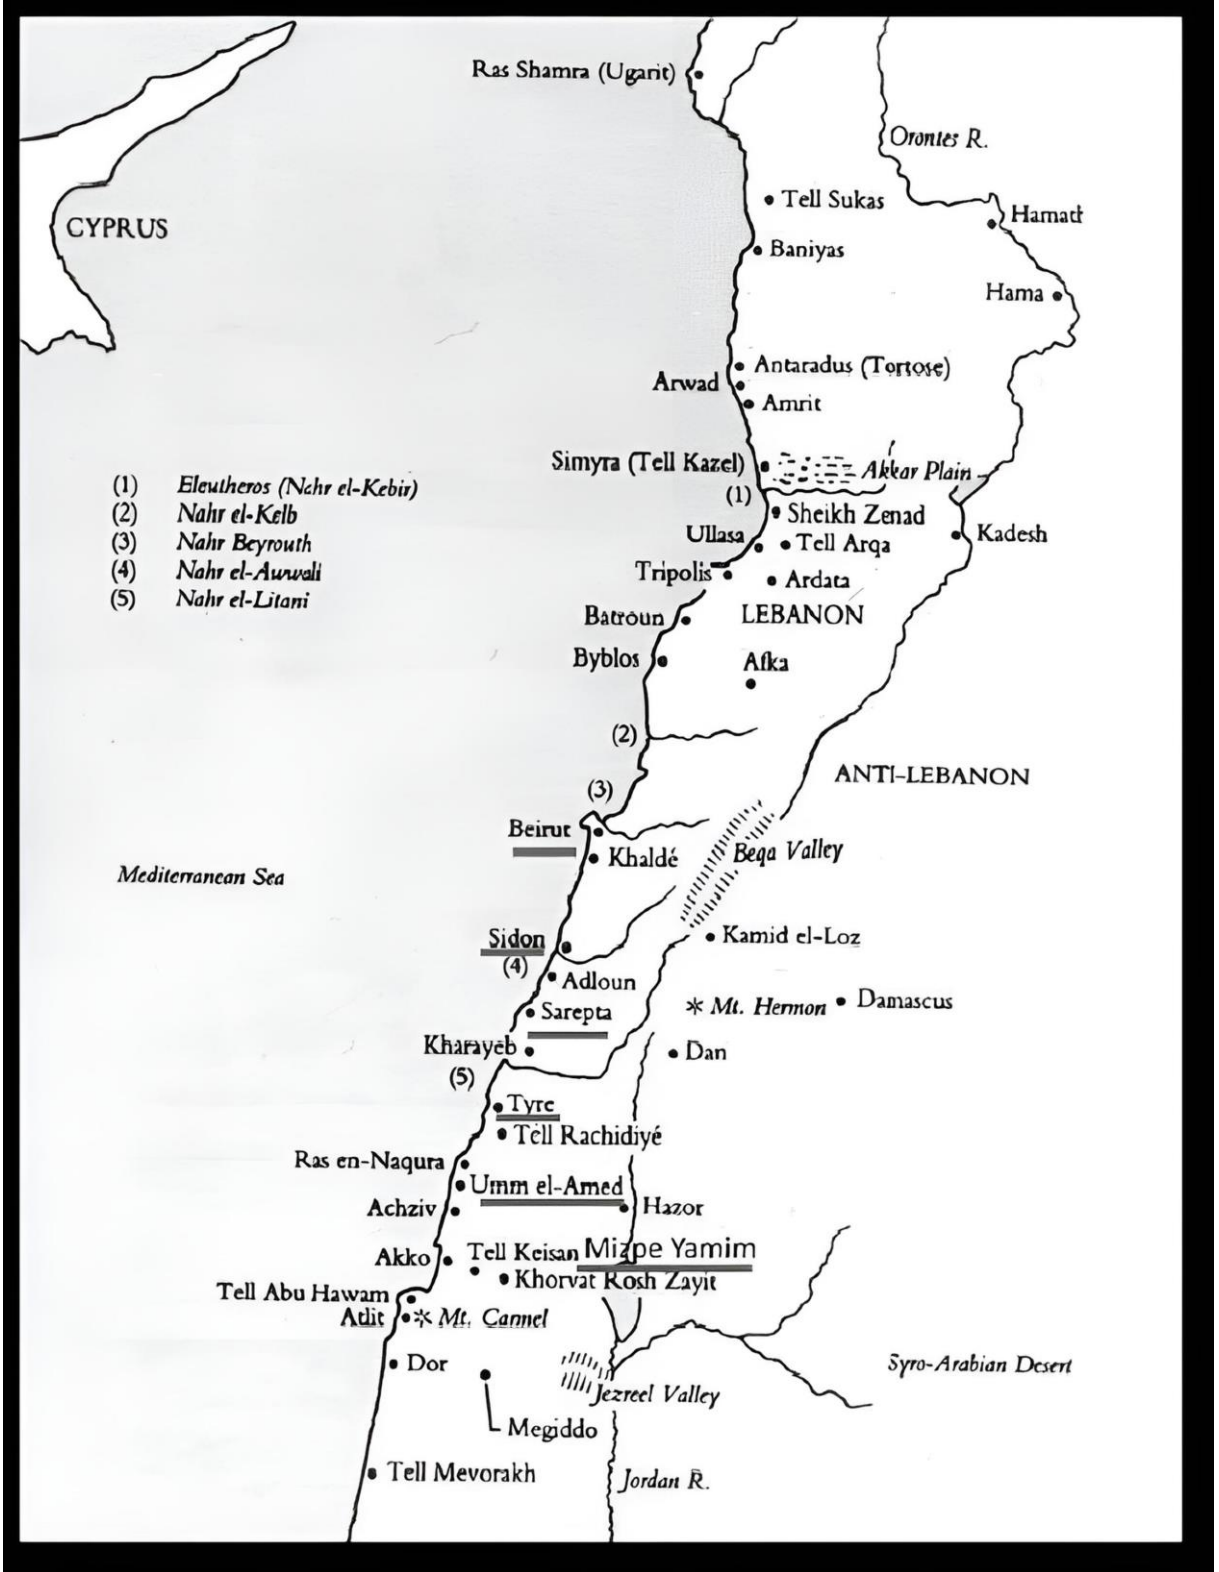 Ras Shamra (Ugarit)
Orontes R.
Tell Sukas
Hamath
CYPRUS
Baniyas
Hama
Antaradus (Tortose)
Arwad
Amrit
Simyra (Tell Kazel)
Akkar Plain
(1)
(1) Eleutheros (Nahr el-Kebir)
(2) Nahr el-Kelb
(3) Nahr Beyrouth
(4) Nahr el-Awwali
(5) Nahr el-Litani
Sheikh Zenad
Ullasa
Tell Arqa
Kadesh
Tripolis
Ardata
Batroun
LEBANON
Byblos
Afka
(2)
ANTI-LEBANON
(3)
Beirut
Khaldé
Beqa Valley
Mediterranean Sea
Sidon
Kamid el-Loz
(4)
Adloun
Sarepta
Mt. Hermon
Damascus
Kharayeb
Dan
(5)
Tyre
Tell Rachidiyé
Ras en-Naqura
Umm el-Amed
Achziv
Hazor
Akko
Tell Keisan
Mizpe Yamim
Khorvat Rosh Zayit
Tell Abu Hawam
Atlit
Mt. Carmel
Dor
Syro-Arabian Desert
Jezreel Valley
Megiddo
Tell Mevorakh
Jordan R.